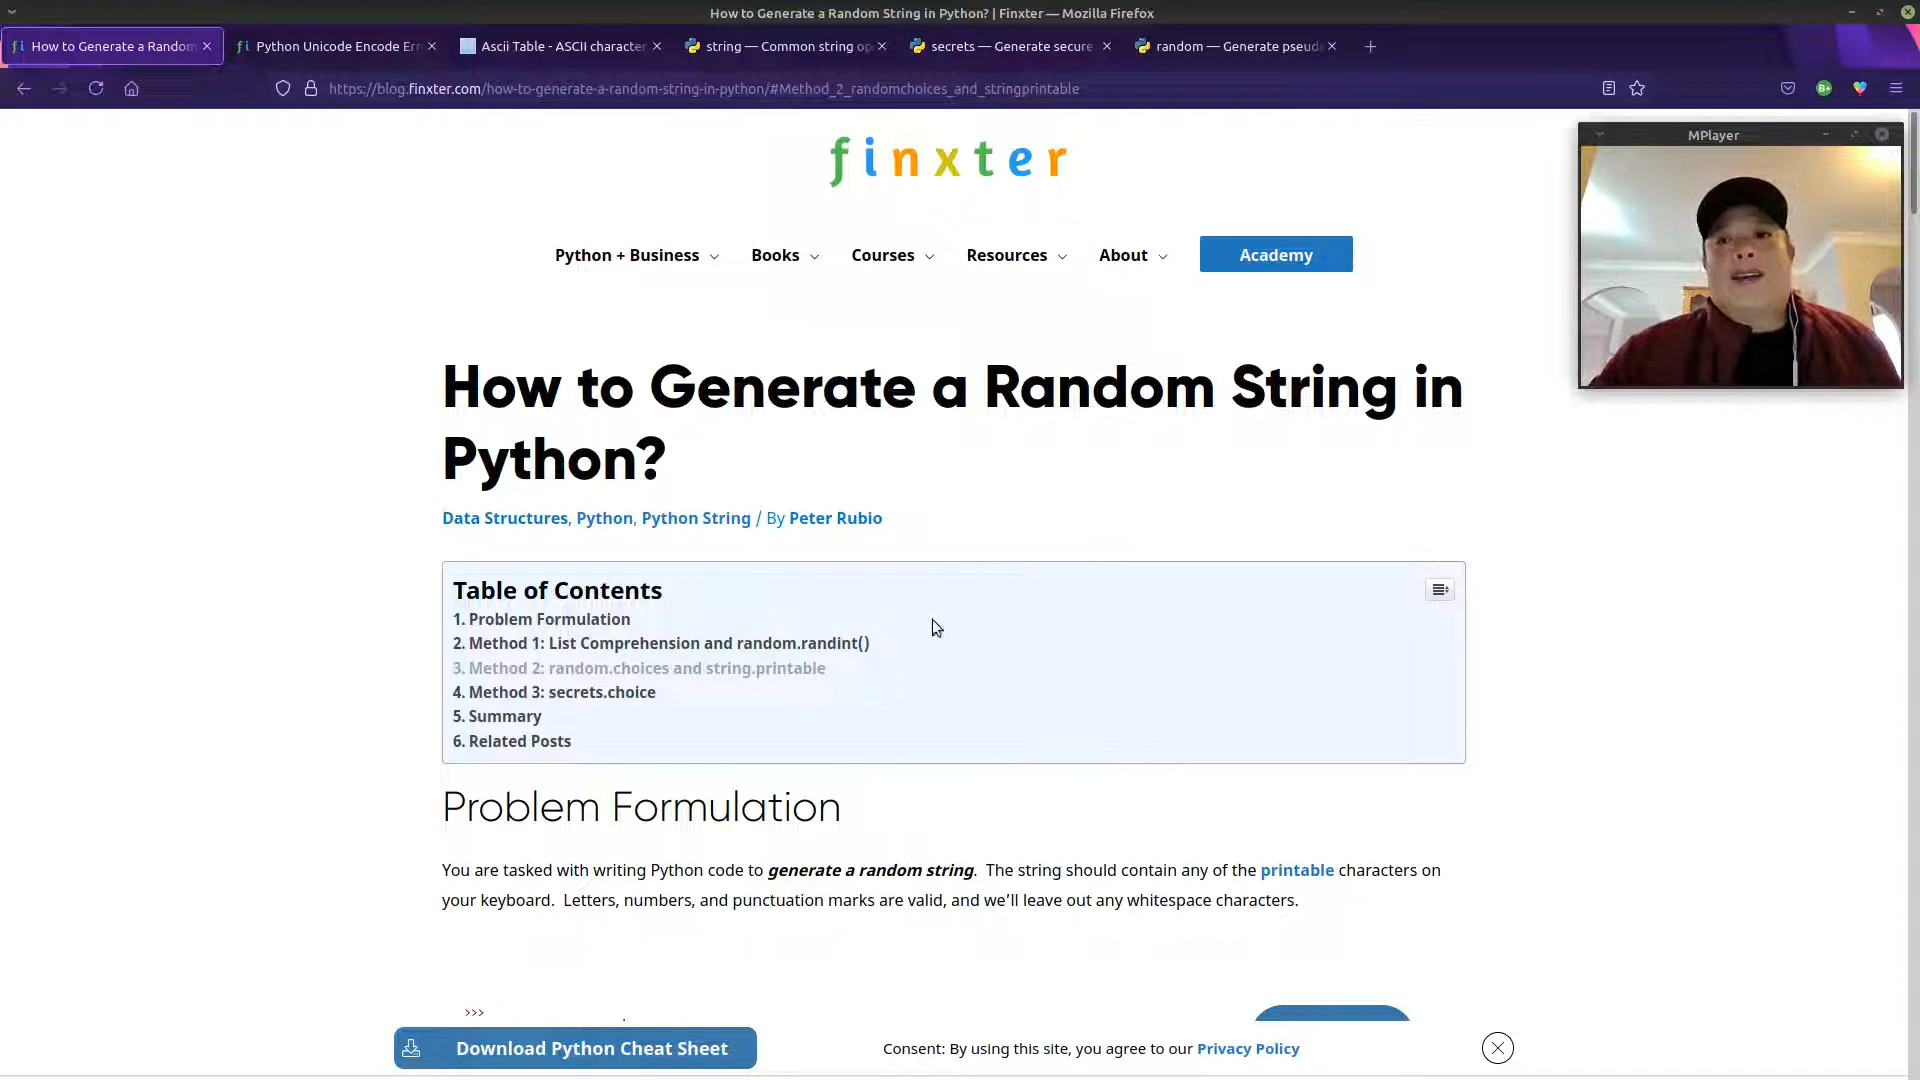 How to Generate a Random String in Python? | Finxter — Mozilla Firefox
How to Generate a Random
Python Unicode Encode Err
Ascii Table - ASCII character
string — Common string op
secrets — Generate secure
random — Generate pseud
https://blog.finxter.com/how-to-generate-a-random-string-in-python/#Method_2_randomchoices_and_stringprintable
MPlayer
finxter
Python + Business
Books
Courses
Resources
About
Academy
How to Generate a Random String in
Python?
Data Structures, Python, Python String / By Peter Rubio
Table of Contents
1. Problem Formulation
2. Method 1: List Comprehension and random.randint()
3. Method 2: random.choices and string.printable
4. Method 3: secrets.choice
5. Summary
6. Related Posts
Problem Formulation
You are tasked with writing Python code to generate a random string. The string should contain any of the printable characters on
your keyboard. Letters, numbers, and punctuation marks are valid, and we'll leave out any whitespace characters.
>>>
Download Python Cheat Sheet
Consent: By using this site, you agree to our Privacy Policy